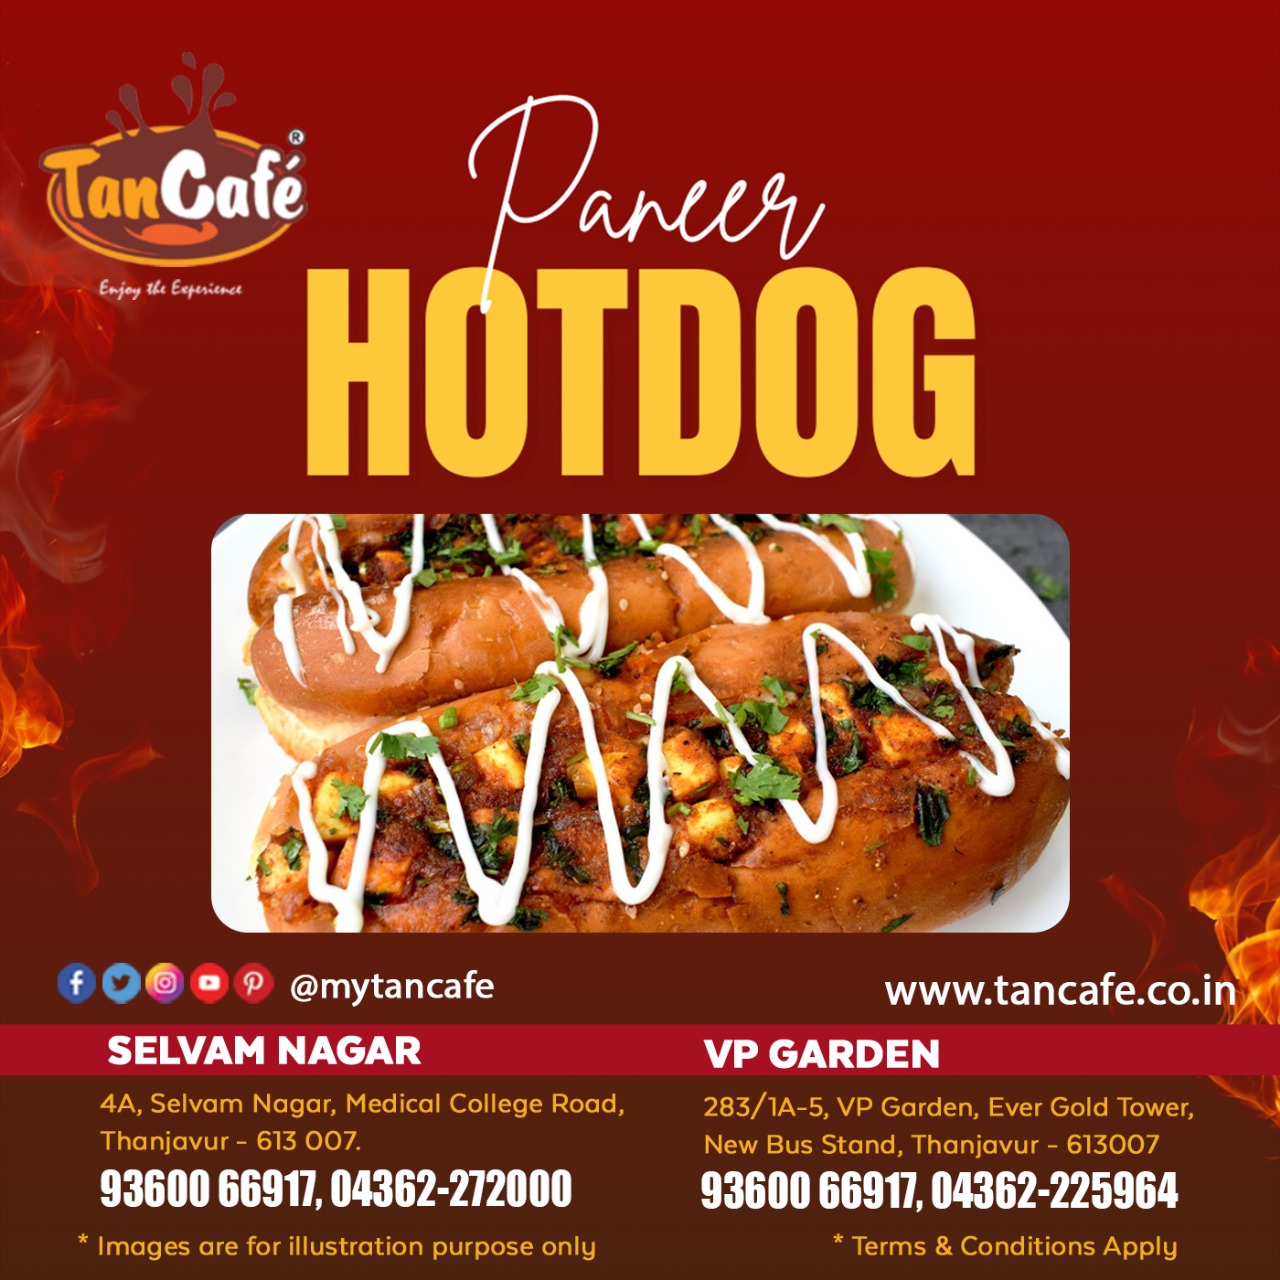 TanCafé
®
Enjoy the Experience
Paneer
HOTDOG
@mytancafe
www.tancafe.co.in
SELVAM NAGAR
4A, Selvam Nagar, Medical College Road,
Thanjavur - 613 007.
93600 66917, 04362-272000
* Images are for illustration purpose only
VP GARDEN
283/1A-5, VP Garden, Ever Gold Tower,
New Bus Stand, Thanjavur - 613007
93600 66917, 04362-225964
* Terms & Conditions Apply